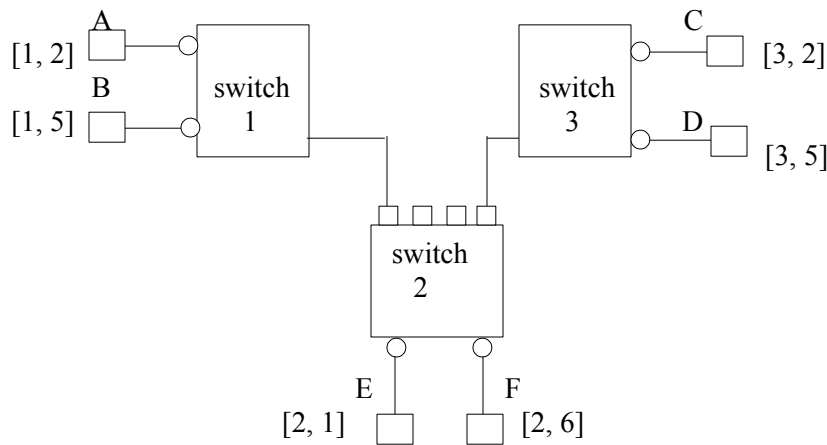 A
[1, 2]
B
[1, 5]
switch
1
C
[3, 2]
switch
3
D
[3, 5]
switch
2
E
F
[2, 1]
[2, 6]